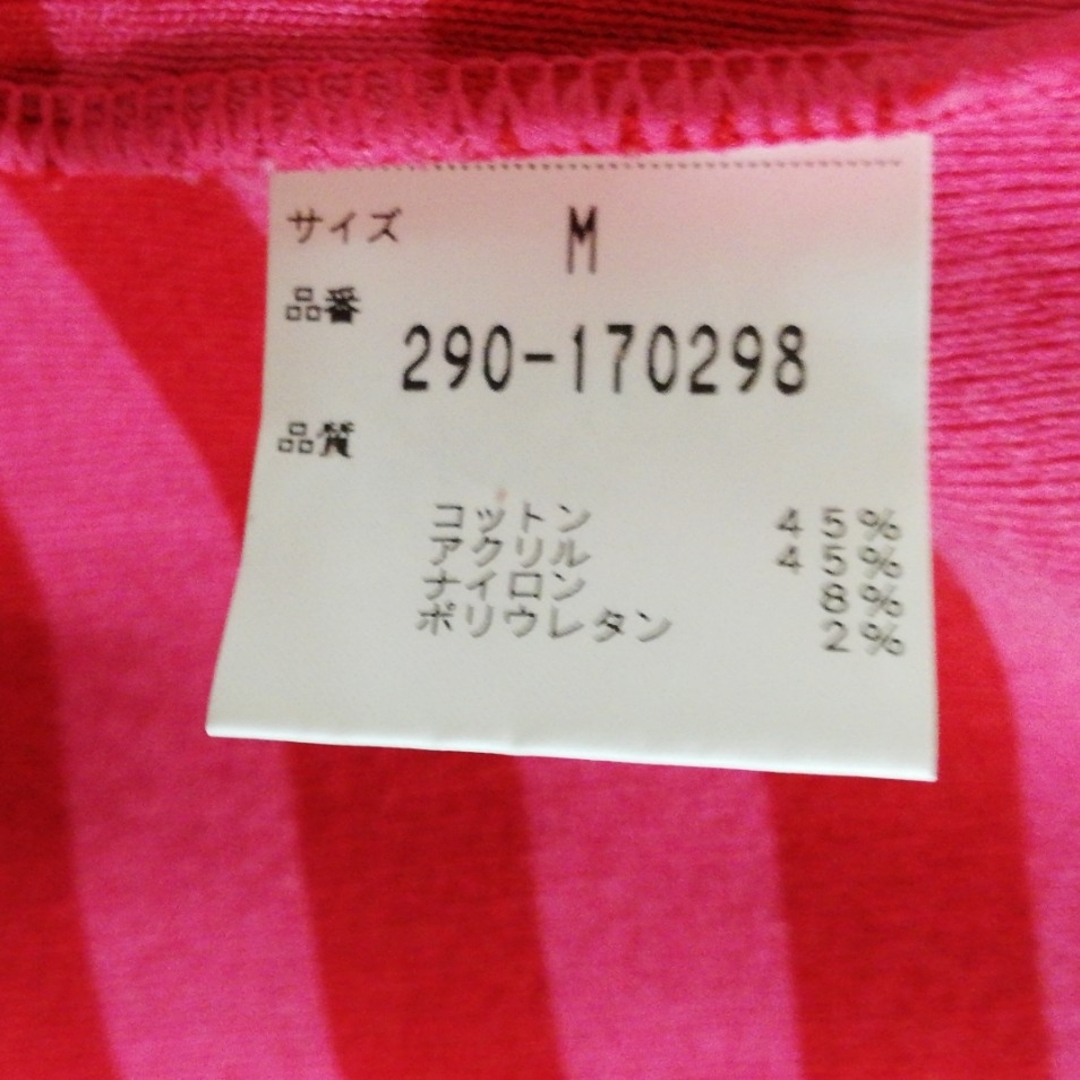 サイズ M
品番
290-170298
品質
コットン 45%
アクリル 45%
ナイロン 8%
ポリウレタン 2%